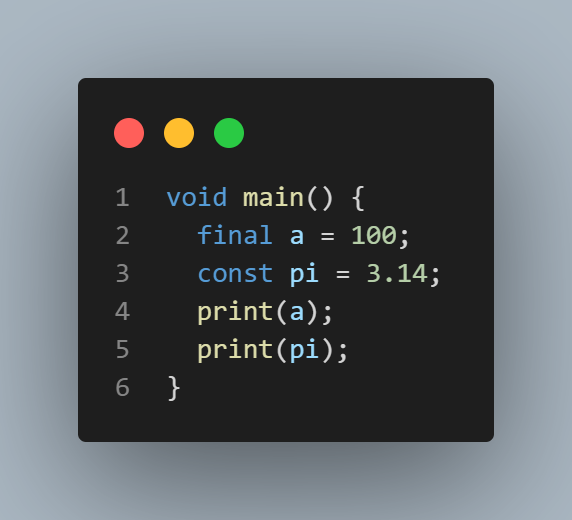 1 void main() {
2   final a = 100;
3   const pi = 3.14;
4   print(a);
5   print(pi);
6 }